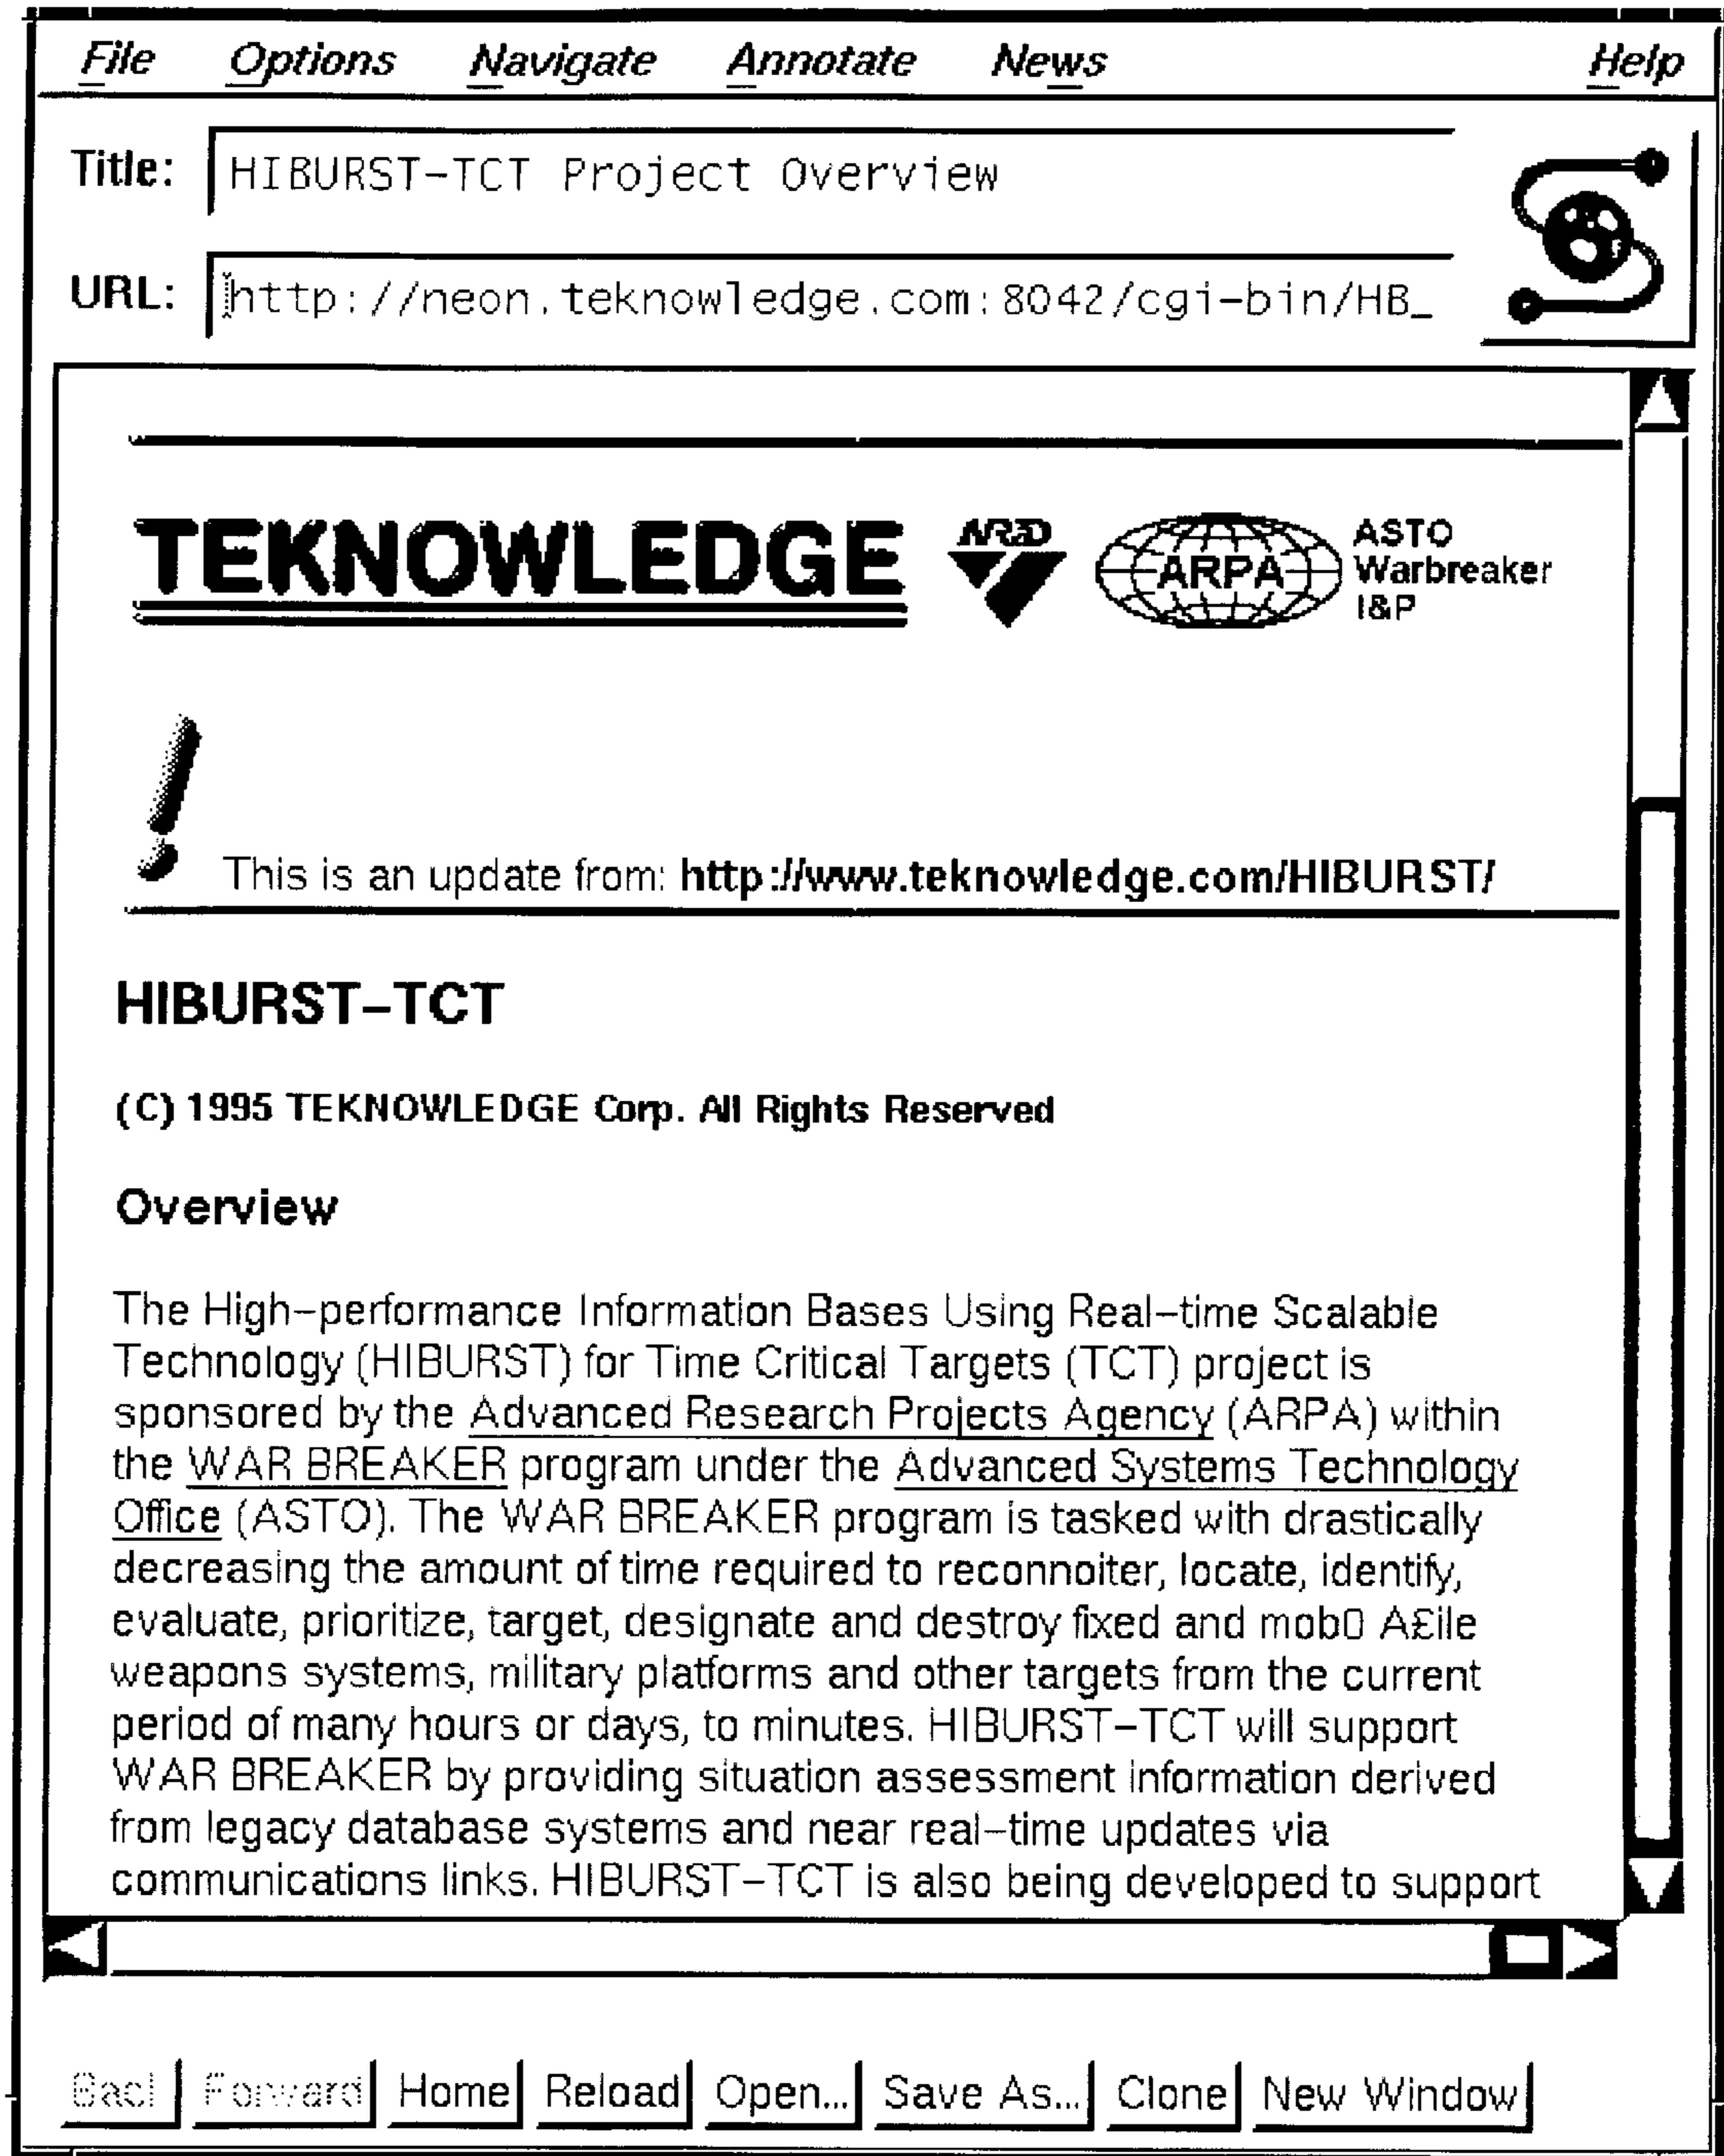 File Options Navigate Annotate News Help
Title: HIBURST-TCT Project Overview
URL: http://neon.teknowledge.com:8042/cgi-bin/HB_
TEKNOWLEDGE ARPA ASTO
Warbreaker
I&P
This is an update from: http://www.teknowledge.com/HIBURST/
HIBURST-TCT
(C) 1995 TEKNOWLEDGE Corp. All Rights Reserved
Overview
The High-performance Information Bases Using Real-time Scalable
Technology (HIBURST) for Time Critical Targets (TCT) project is
sponsored by the Advanced Research Projects Agency (ARPA) within
the WAR BREAKER program under the Advanced Systems Technology
Office (ASTO). The WAR BREAKER program is tasked with drastically
decreasing the amount of time required to reconnoiter, locate, identify,
evaluate, prioritize, target, designate and destroy fixed and mob0 A£ile
weapons systems, military platforms and other targets from the current
period of many hours or days, to minutes. HIBURST-TCT will support
WAR BREAKER by providing situation assessment information derived
from legacy database systems and near real-time updates via
communications links. HIBURST-TCT is also being developed to support
Forward Home Reload Open... Save As... Clone New Window